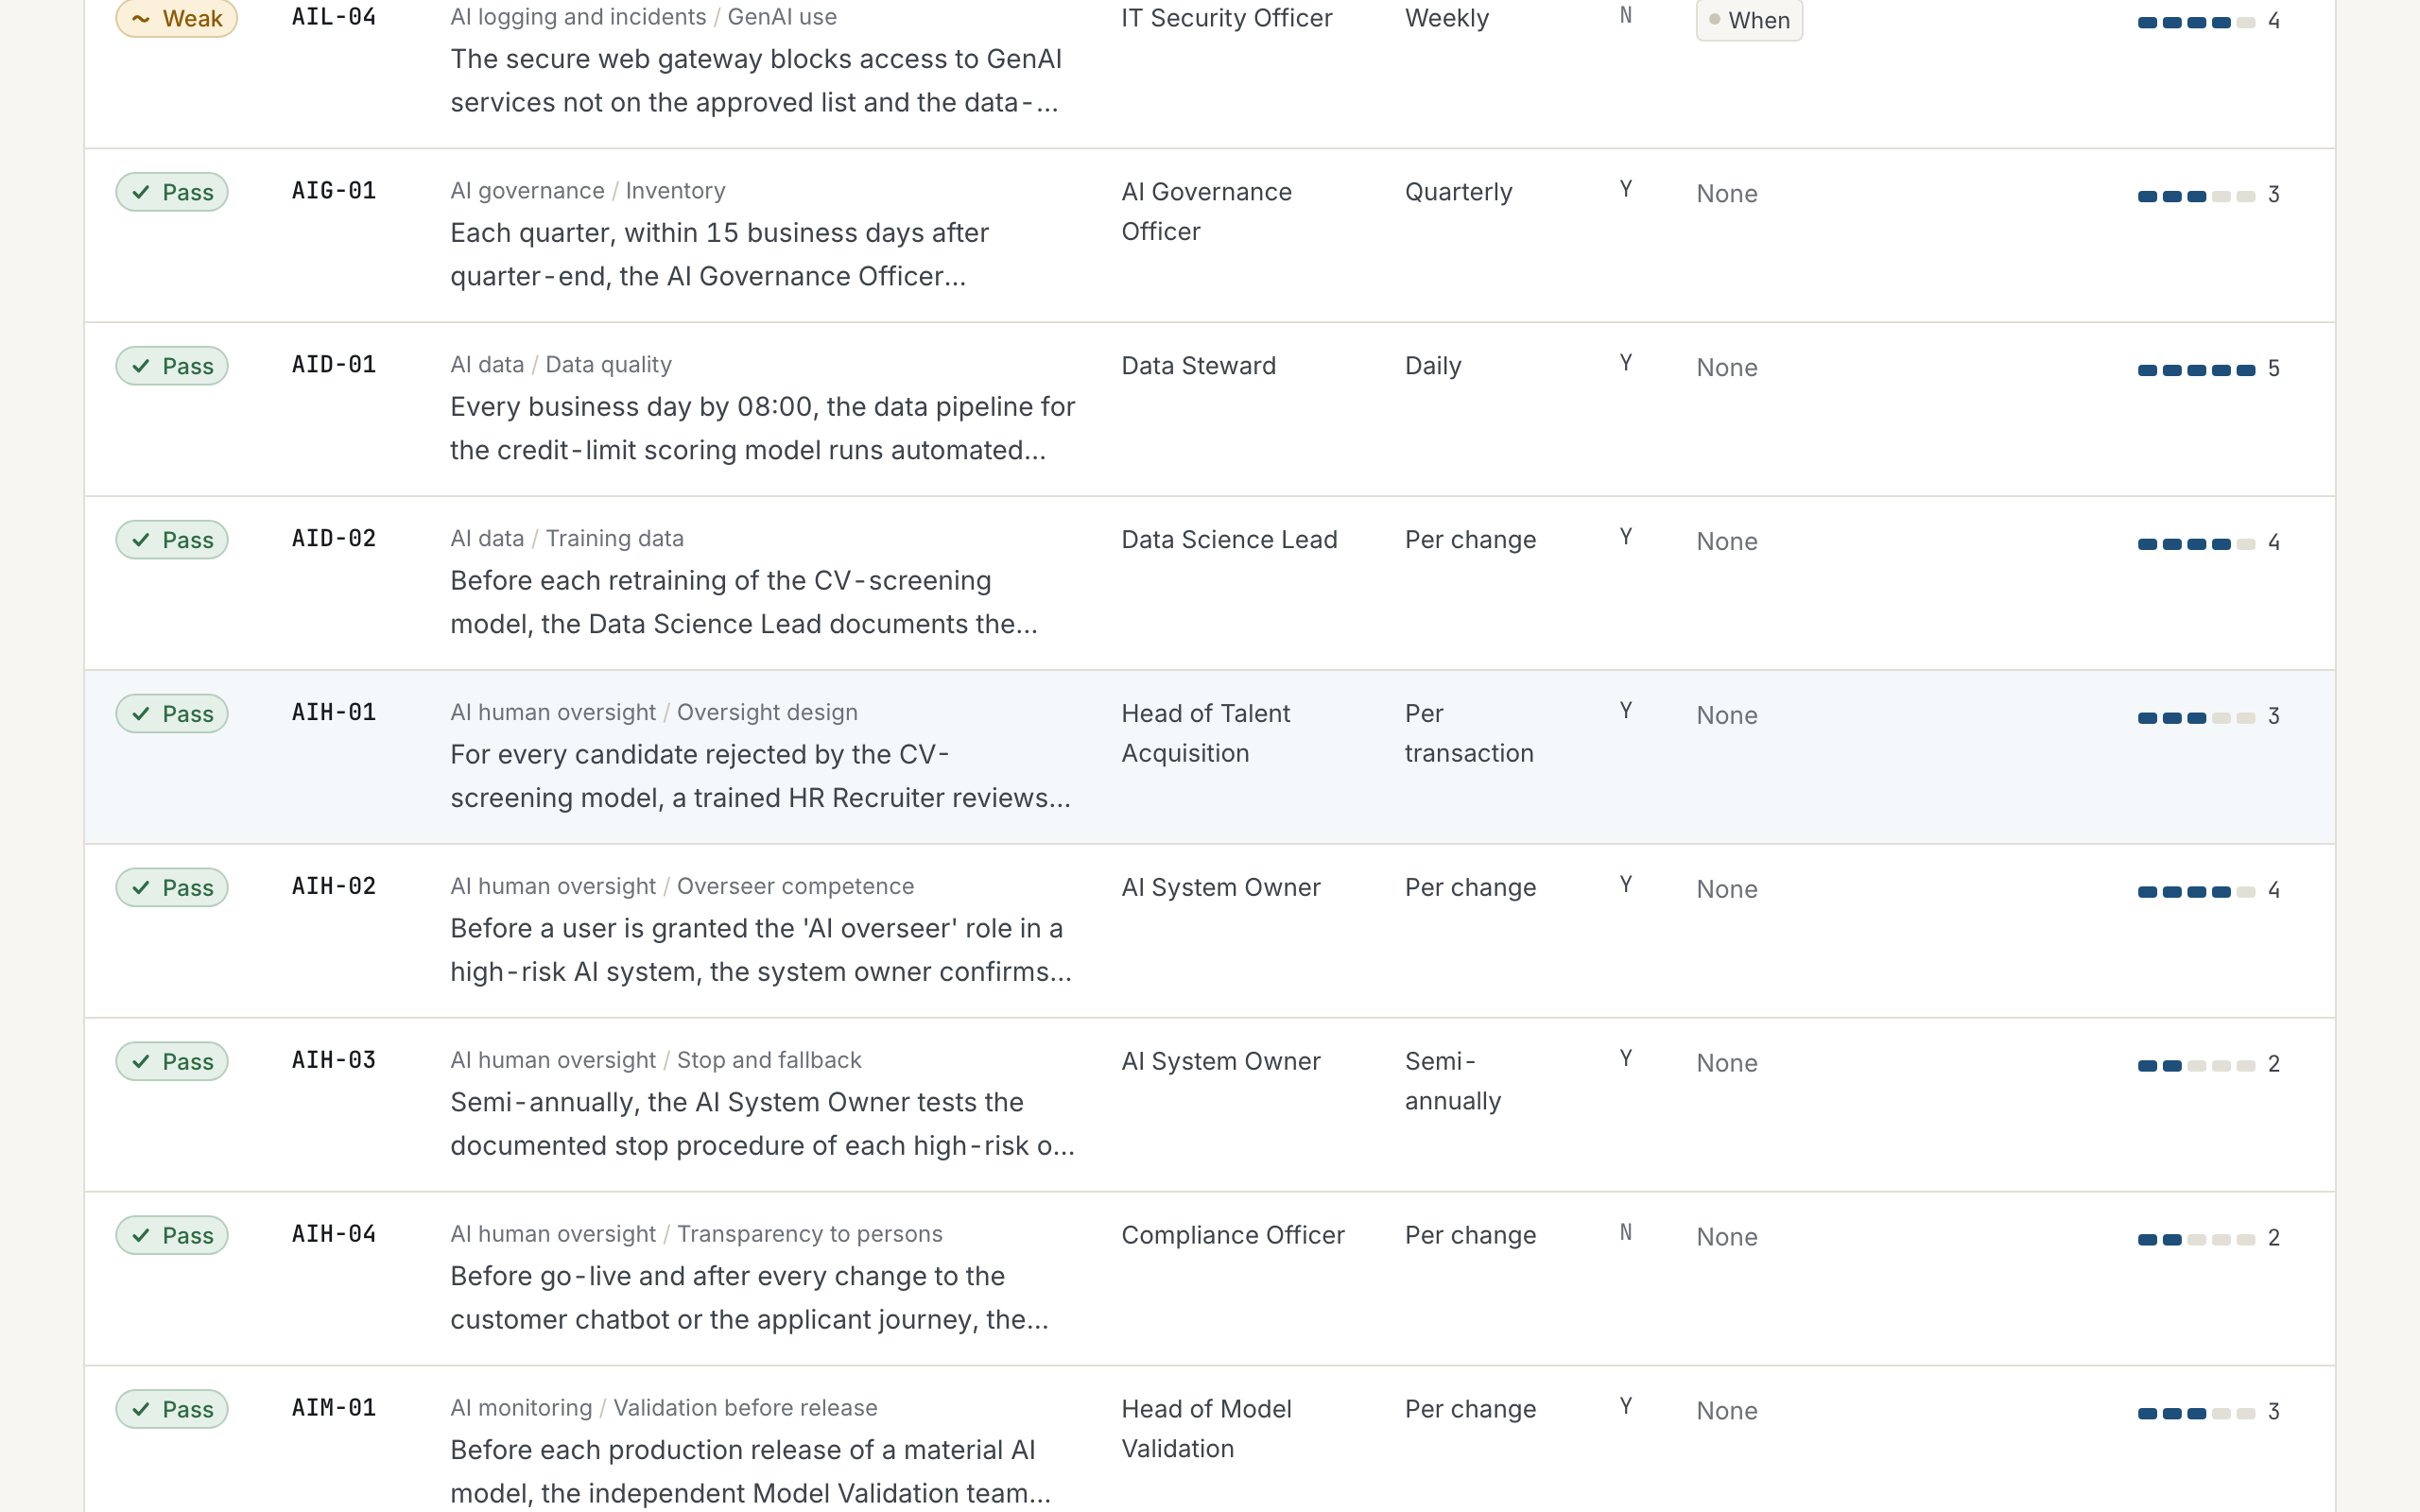 Weak AIL-04 AI logging and incidents / GenAI use IT Security Officer Weekly N When 4
The secure web gateway blocks access to GenAI
services not on the approved list and the data-...
Pass AIG-01 AI governance / Inventory AI Governance Quarterly Y None 3
Each quarter, within 15 business days after Officer
quarter-end, the AI Governance Officer...
Pass AID-01 AI data / Data quality Data Steward Daily Y None 5
Every business day by 08:00, the data pipeline for
the credit-limit scoring model runs automated...
Pass AID-02 AI data / Training data Data Science Lead Per change Y None 4
Before each retraining of the CV-screening
model, the Data Science Lead documents the...
Pass AIH-01 AI human oversight / Oversight design Head of Talent Per Y None 3
For every candidate rejected by the CV- Acquisition transaction
screening model, a trained HR Recruiter reviews...
Pass AIH-02 AI human oversight / Overseer competence AI System Owner Per change Y None 4
Before a user is granted the 'AI overseer' role in a
high-risk AI system, the system owner confirms...
Pass AIH-03 AI human oversight / Stop and fallback AI System Owner Semi- Y None 2
Semi-annually, the AI System Owner tests the annually
documented stop procedure of each high-risk o...
Pass AIH-04 AI human oversight / Transparency to persons Compliance Officer Per change N None 2
Before go-live and after every change to the
customer chatbot or the applicant journey, the...
Pass AIM-01 AI monitoring / Validation before release Head of Model Per change Y None 3
Before each production release of a material AI Validation
model, the independent Model Validation team...